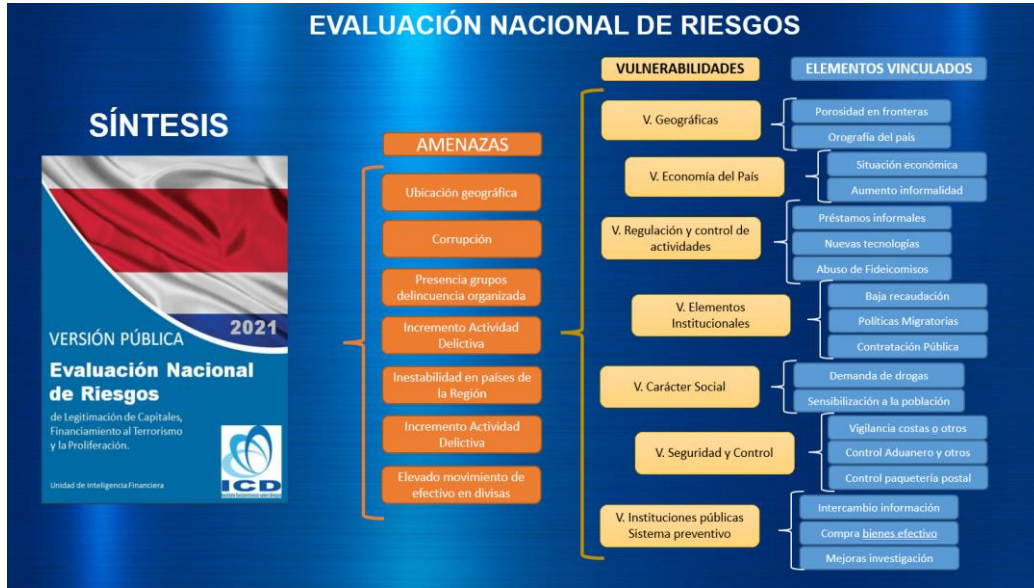 EVALUACIÓN NACIONAL DE RIESGOS
SÍNTESIS
2021
VERSIÓN PÚBLICA
Evaluación Nacional
de Riesgos
de Legitimación de Capitales,
Financiamiento al Terrorismo
y la Proliferación.
Unidad de Inteligencia Financiera
ICD
AMENAZAS
Ubicación geográfica
Corrupción
Presencia grupos
delincuencia organizada
Incremento Actividad
Delictiva
Inestabilidad en países de
la Región
Incremento Actividad
Delictiva
Elevado movimiento de
efectivo en divisas
VULNERABILIDADES
V. Geográficas
V. Economía del País
V. Regulación y control de
actividades
V. Elementos
Institucionales
V. Carácter Social
V. Seguridad y Control
V. Instituciones públicas
Sistema preventivo
ELEMENTOS VINCULADOS
Porosidad en fronteras
Orografía del país
Situación económica
Aumento informalidad
Préstamos informales
Nuevas tecnologías
Abuso de Fideicomisos
Baja recaudación
Políticas Migratorias
Contratación Pública
Demanda de drogas
Sensibilización a la población
Vigilancia costas o otros
Control Aduanero y otros
Control paquetería postal
Intercambio información
Compra bienes efectivo
Mejoras investigación